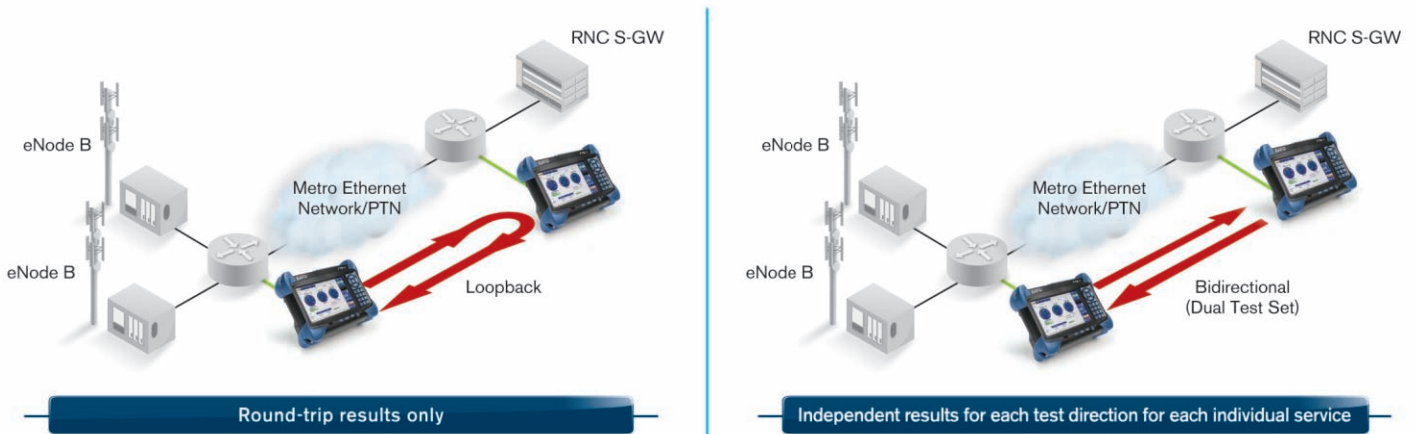 RNC S-GW
eNode B
Metro Ethernet
Network/PTN
eNode B
Loopback
Round-trip results only
RNC S-GW
eNode B
Metro Ethernet
Network/PTN
eNode B
Bidirectional
(Dual Test Set)
Independent results for each test direction for each individual service